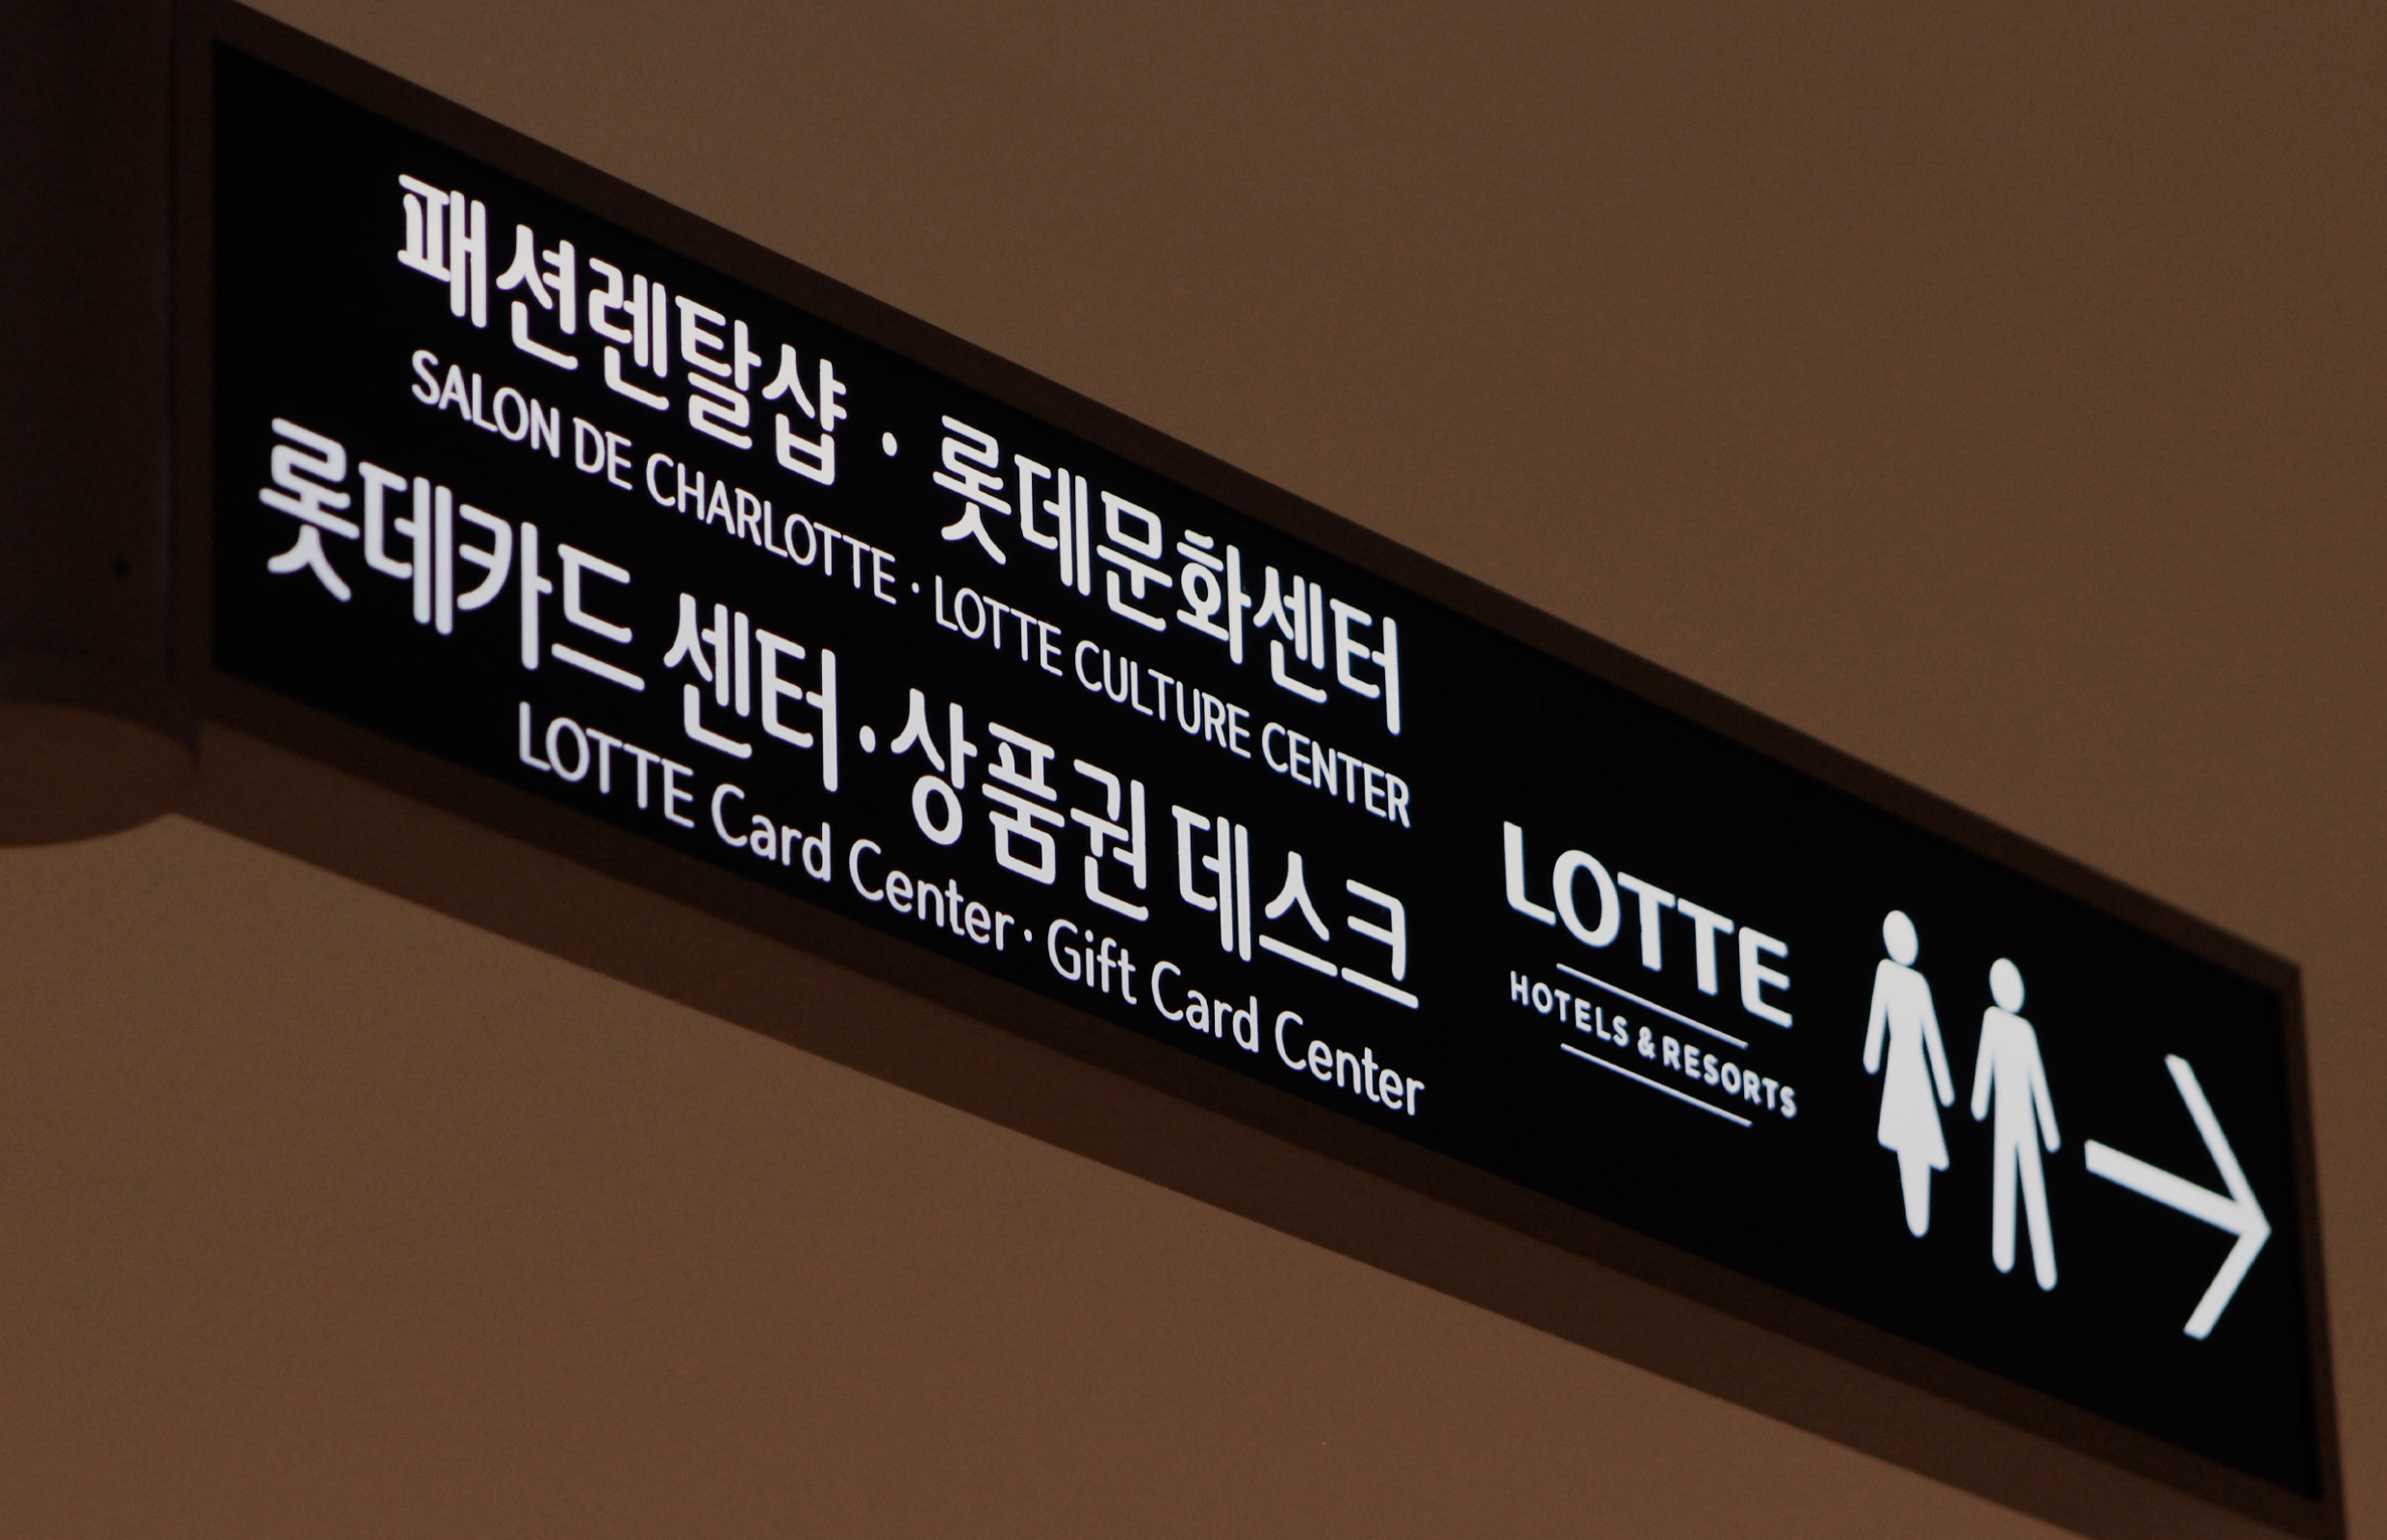 패션렌탈샵 · 롯데문화센터
SALON DE CHARLOTTE · LOTTE CULTURE CENTER
롯데카드 센터 · 상품권 데스크
LOTTE Card Center · Gift Card Center
LOTTE
HOTELS & RESORTS